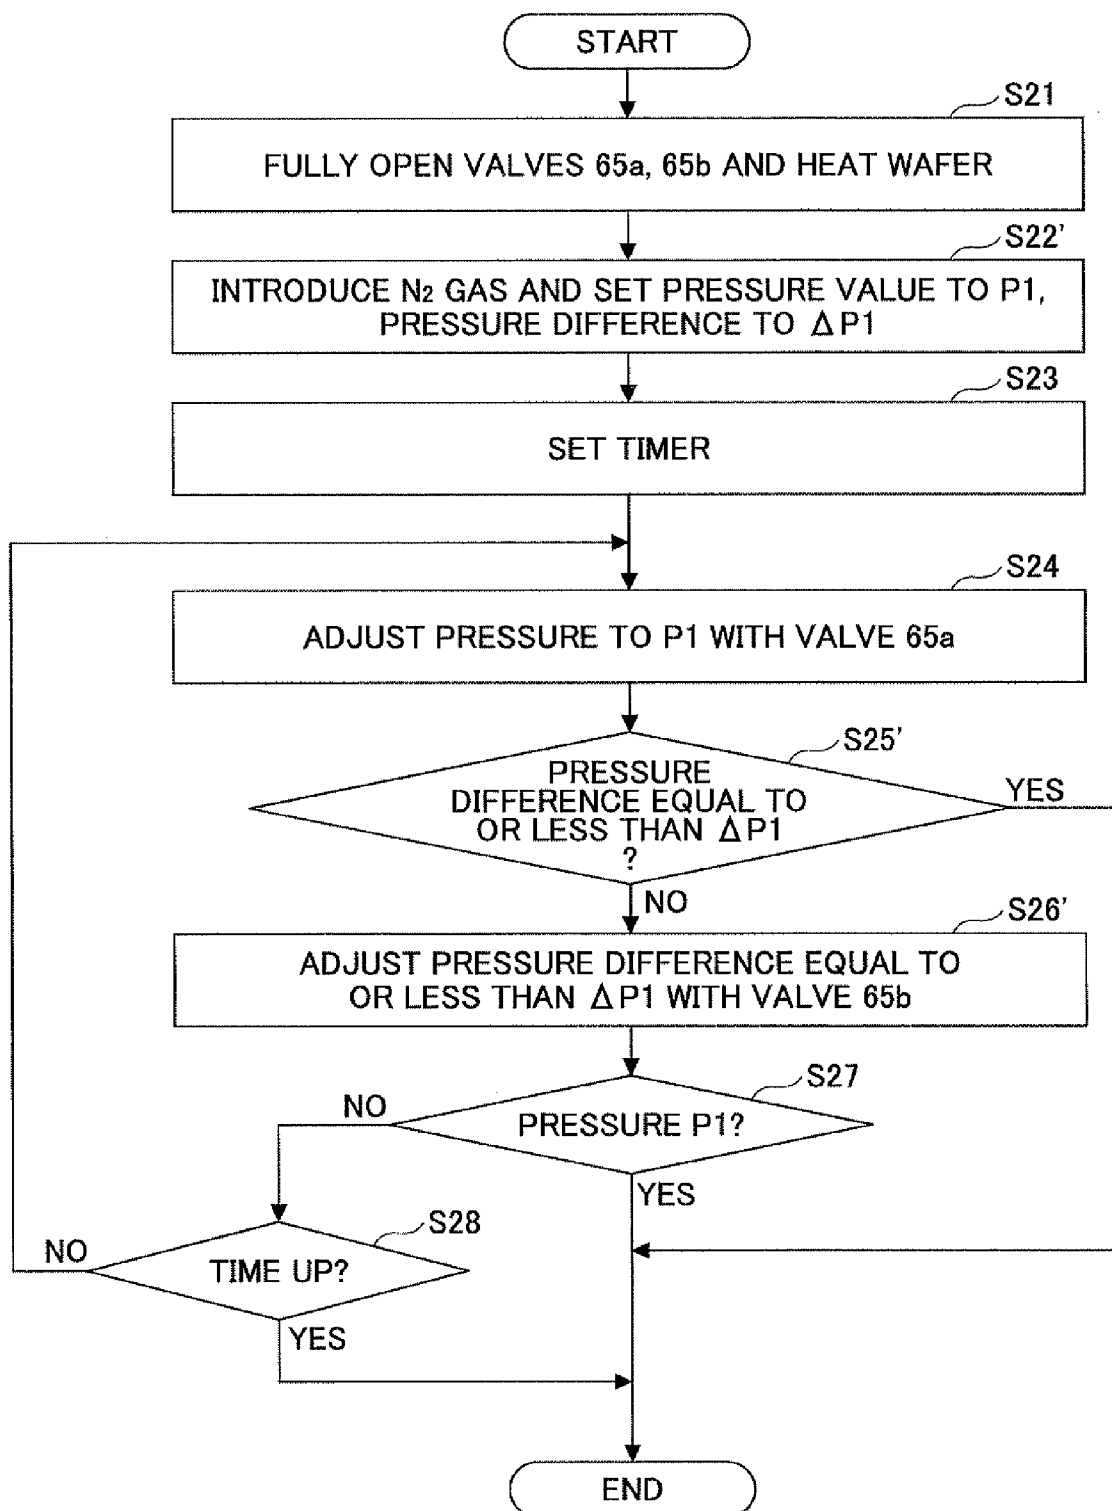 START
S21
FULLY OPEN VALVES 65a, 65b AND HEAT WAFER
S22'
INTRODUCE N2 GAS AND SET PRESSURE VALUE TO P1,
PRESSURE DIFFERENCE TO ΔP1
S23
SET TIMER
S24
ADJUST PRESSURE TO P1 WITH VALVE 65a
S25'
PRESSURE
DIFFERENCE EQUAL TO
OR LESS THAN ΔP1
?
YES
NO
S26'
ADJUST PRESSURE DIFFERENCE EQUAL TO
OR LESS THAN ΔP1 WITH VALVE 65b
S27
NO
PRESSURE P1?
YES
S28
NO
TIME UP?
YES
END